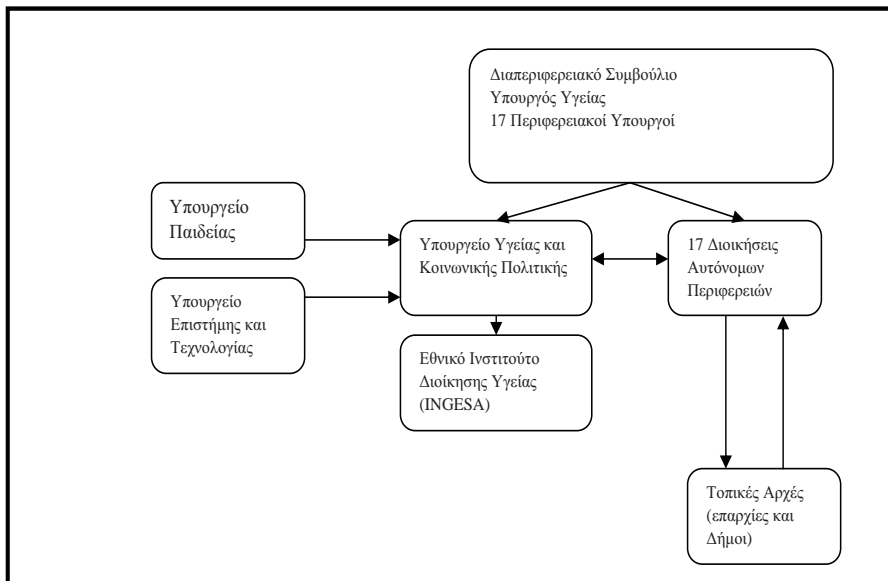 Διαπεριφερειακό Συμβούλιο
Υπουργός Υγείας
17 Περιφερειακοί Υπουργοί
Υπουργείο
Παιδείας
Υπουργείο Υγείας και
Κοινωνικής Πολιτικής
17 Διοικήσεις
Αυτόνομων
Περιφερειών
Υπουργείο
Επιστήμης και
Τεχνολογίας
Εθνικό Ινστιτούτο
Διοίκησης Υγείας
(INGESA)
Τοπικές Αρχές
(επαρχίες και
Δήμοι)